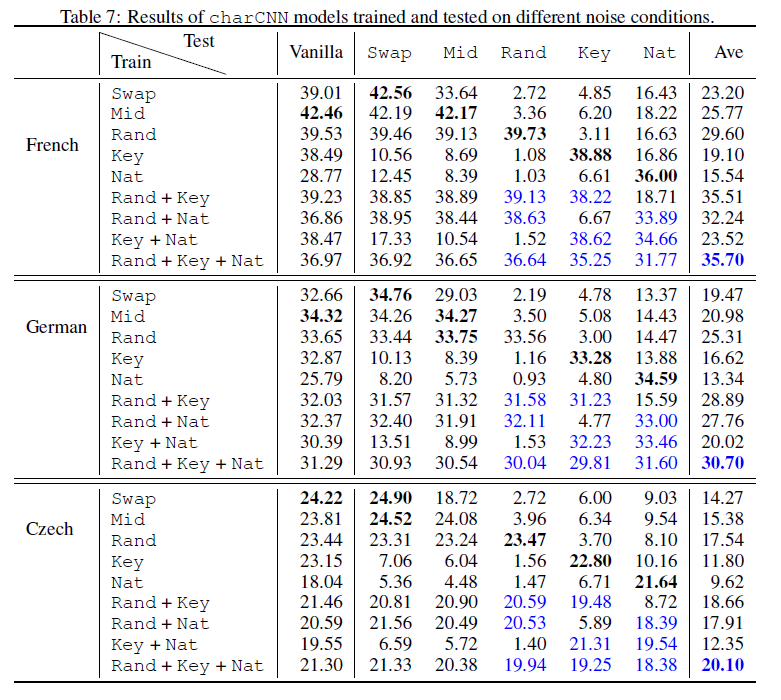 Table 7: Results of charCNN models trained and tested on different noise conditions.
Test
Train
Vanilla Swap Mid Rand Key Nat Ave
French
Swap 39.01 42.56 33.64 2.72 4.85 16.43 23.20
Mid 42.46 42.19 42.17 3.36 6.20 18.22 25.77
Rand 39.53 39.46 39.13 39.73 3.11 16.63 29.60
Key 38.49 10.56 8.69 1.08 38.88 16.86 19.10
Nat 28.77 12.45 8.39 1.03 6.61 36.00 15.54
Rand + Key 39.23 38.85 38.89 39.13 38.22 18.71 35.51
Rand + Nat 36.86 38.95 38.44 38.63 6.67 33.89 32.24
Key + Nat 38.47 17.33 10.54 1.52 38.62 34.66 23.52
Rand + Key + Nat 36.97 36.92 36.65 36.64 35.25 31.77 35.70
German
Swap 32.66 34.76 29.03 2.19 4.78 13.37 19.47
Mid 34.32 34.26 34.27 3.50 5.08 14.43 20.98
Rand 33.65 33.44 33.75 33.56 3.00 14.47 25.31
Key 32.87 10.13 8.39 1.16 33.28 13.88 16.62
Nat 25.79 8.20 5.73 0.93 4.80 34.59 13.34
Rand + Key 32.03 31.57 31.32 31.58 31.23 15.59 28.89
Rand + Nat 32.37 32.40 31.91 32.11 4.77 33.00 27.76
Key + Nat 30.39 13.51 8.99 1.53 32.23 33.46 20.02
Rand + Key + Nat 31.29 30.93 30.54 30.04 29.81 31.60 30.70
Czech
Swap 24.22 24.90 18.72 2.72 6.00 9.03 14.27
Mid 23.81 24.52 24.08 3.96 6.34 9.54 15.38
Rand 23.44 23.31 23.24 23.47 3.70 8.10 17.54
Key 23.15 7.06 6.04 1.56 22.80 10.16 11.80
Nat 18.04 5.36 4.48 1.47 6.71 21.64 9.62
Rand + Key 21.46 20.81 20.90 20.59 19.48 8.72 18.66
Rand + Nat 20.59 21.56 20.49 20.53 5.89 18.39 17.91
Key + Nat 19.55 6.59 5.72 1.40 21.31 19.54 12.35
Rand + Key + Nat 21.30 21.33 20.38 19.94 19.25 18.38 20.10